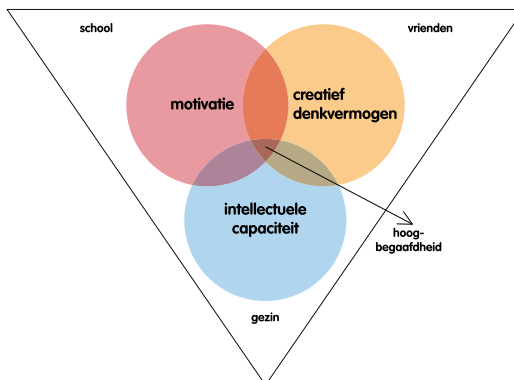 school
vrienden
motivatie
creatief
denkvermogen
intellectuele
capaciteit
hoog-
begaafdheid
gezin